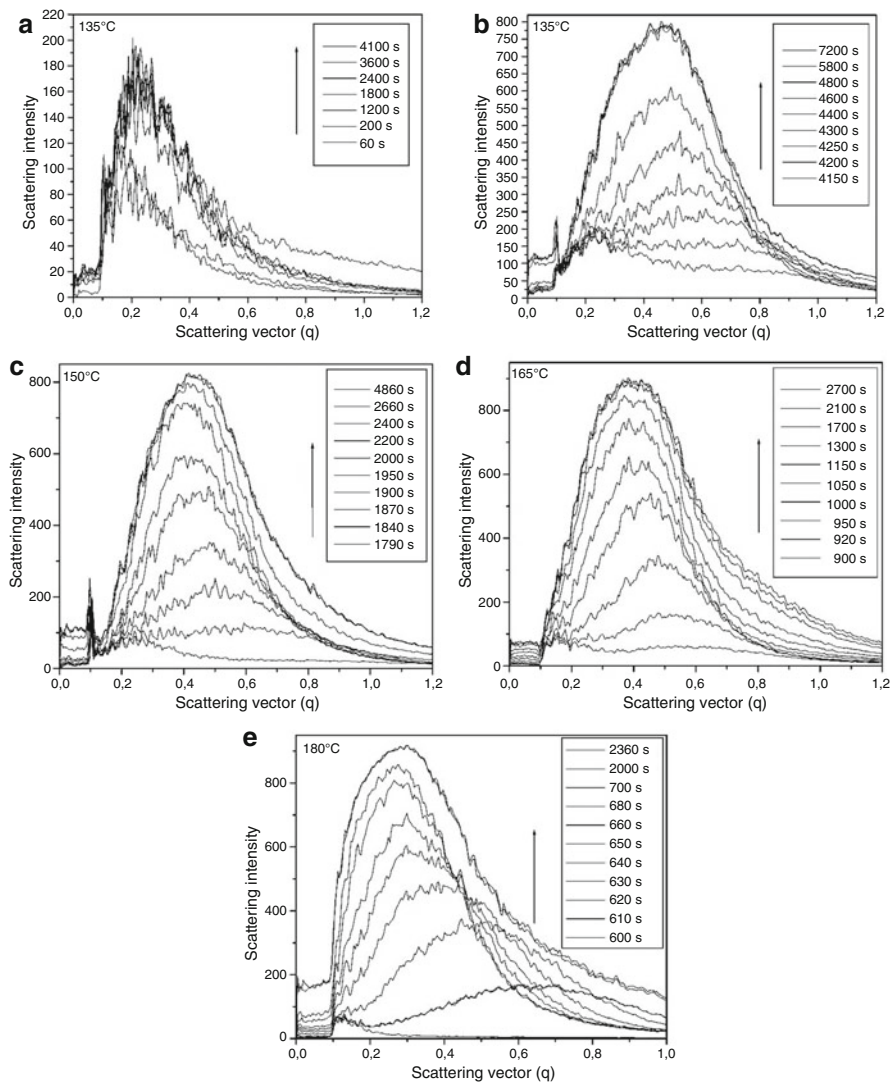 a
135°C
220
200
180
160
140
120
100
80
60
40
20
0
Scattering intensity
0,0 0,2 0,4 0,6 0,8 1,0 1,2
Scattering vector (q)
4100 s
3600 s
2400 s
1800 s
1200 s
200 s
60 s
b
135°C
800
750
700
650
600
550
500
450
400
350
300
250
200
150
100
50
0
Scattering intensity
0,0 0,2 0,4 0,6 0,8 1,0 1,2
Scattering vector (q)
7200 s
5800 s
4800 s
4600 s
4400 s
4300 s
4250 s
4200 s
4150 s
c
150°C
800
600
400
200
0
Scattering intensity
0,0 0,2 0,4 0,6 0,8 1,0 1,2
Scattering vector (q)
4860 s
2660 s
2400 s
2200 s
2000 s
1950 s
1900 s
1870 s
1840 s
1790 s
d
165°C
800
600
400
200
0
Scattering intensity
0,0 0,2 0,4 0,6 0,8 1,0 1,2
Scattering vector (q)
2700 s
2100 s
1700 s
1300 s
1150 s
1050 s
1000 s
950 s
920 s
900 s
e
180°C
800
600
400
200
0
Scattering intensity
0,0 0,2 0,4 0,6 0,8 1,0
Scattering vector (q)
2360 s
2000 s
700 s
680 s
660 s
650 s
640 s
630 s
620 s
610 s
600 s